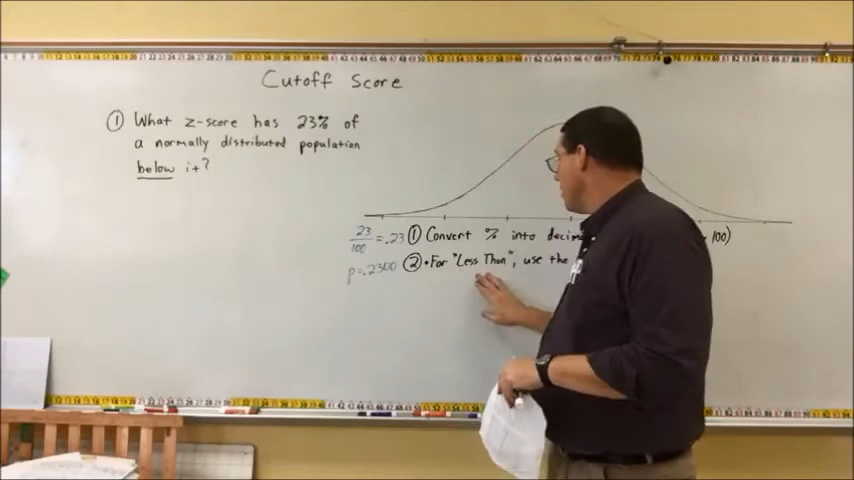 Cutoff Score
① What z-score has 23% of
a normally distributed population
below it?
23/100 = .23 ① Convert % into decim 100)
p=.2300 ② • For "Less Than", use the